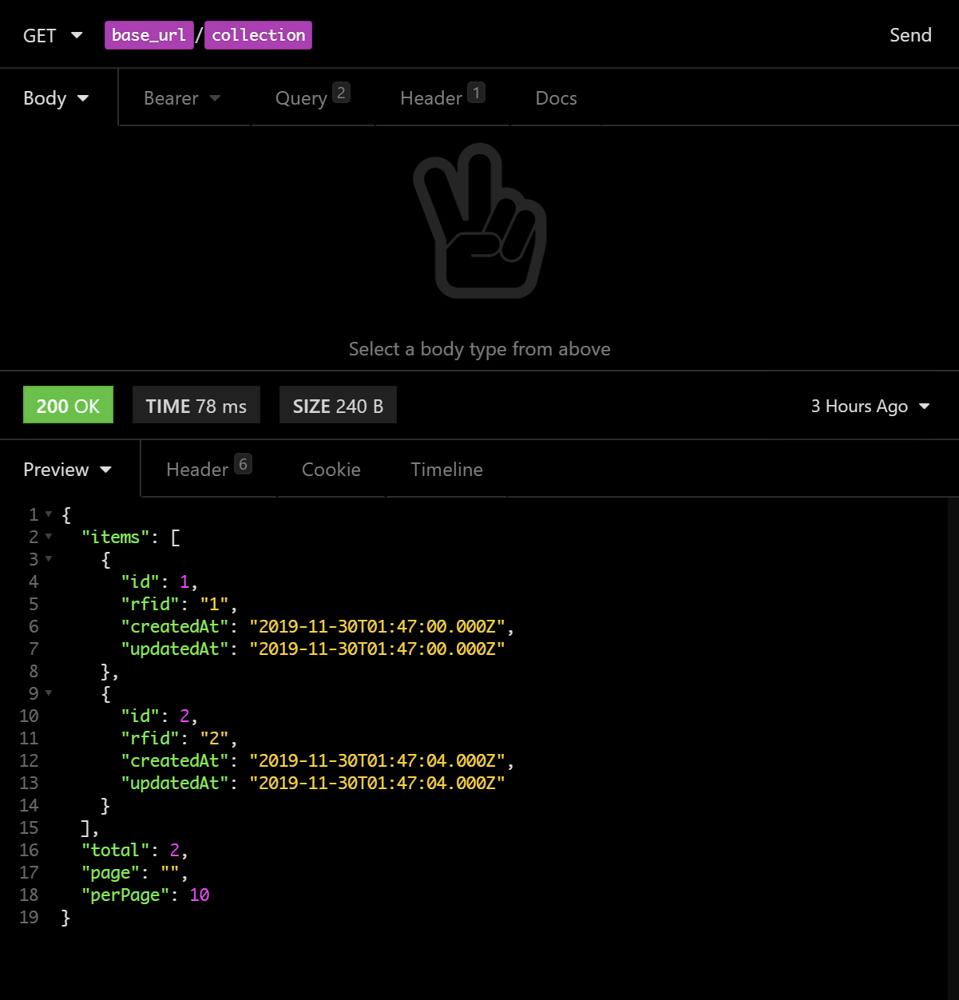 GET base_url/collection Send
Body Bearer Query 2 Header 1 Docs
Select a body type from above
200 OK TIME 78 ms SIZE 240 B 3 Hours Ago
Preview Header 6 Cookie Timeline
1 {
2 "items": [
3 {
4 "id": 1,
5 "rfid": "1",
6 "createdAt": "2019-11-30T01:47:00.000Z",
7 "updatedAt": "2019-11-30T01:47:00.000Z"
8 },
9 {
10 "id": 2,
11 "rfid": "2",
12 "createdAt": "2019-11-30T01:47:04.000Z",
13 "updatedAt": "2019-11-30T01:47:04.000Z"
14 }
15 ],
16 "total": 2,
17 "page": "",
18 "perPage": 10
19 }